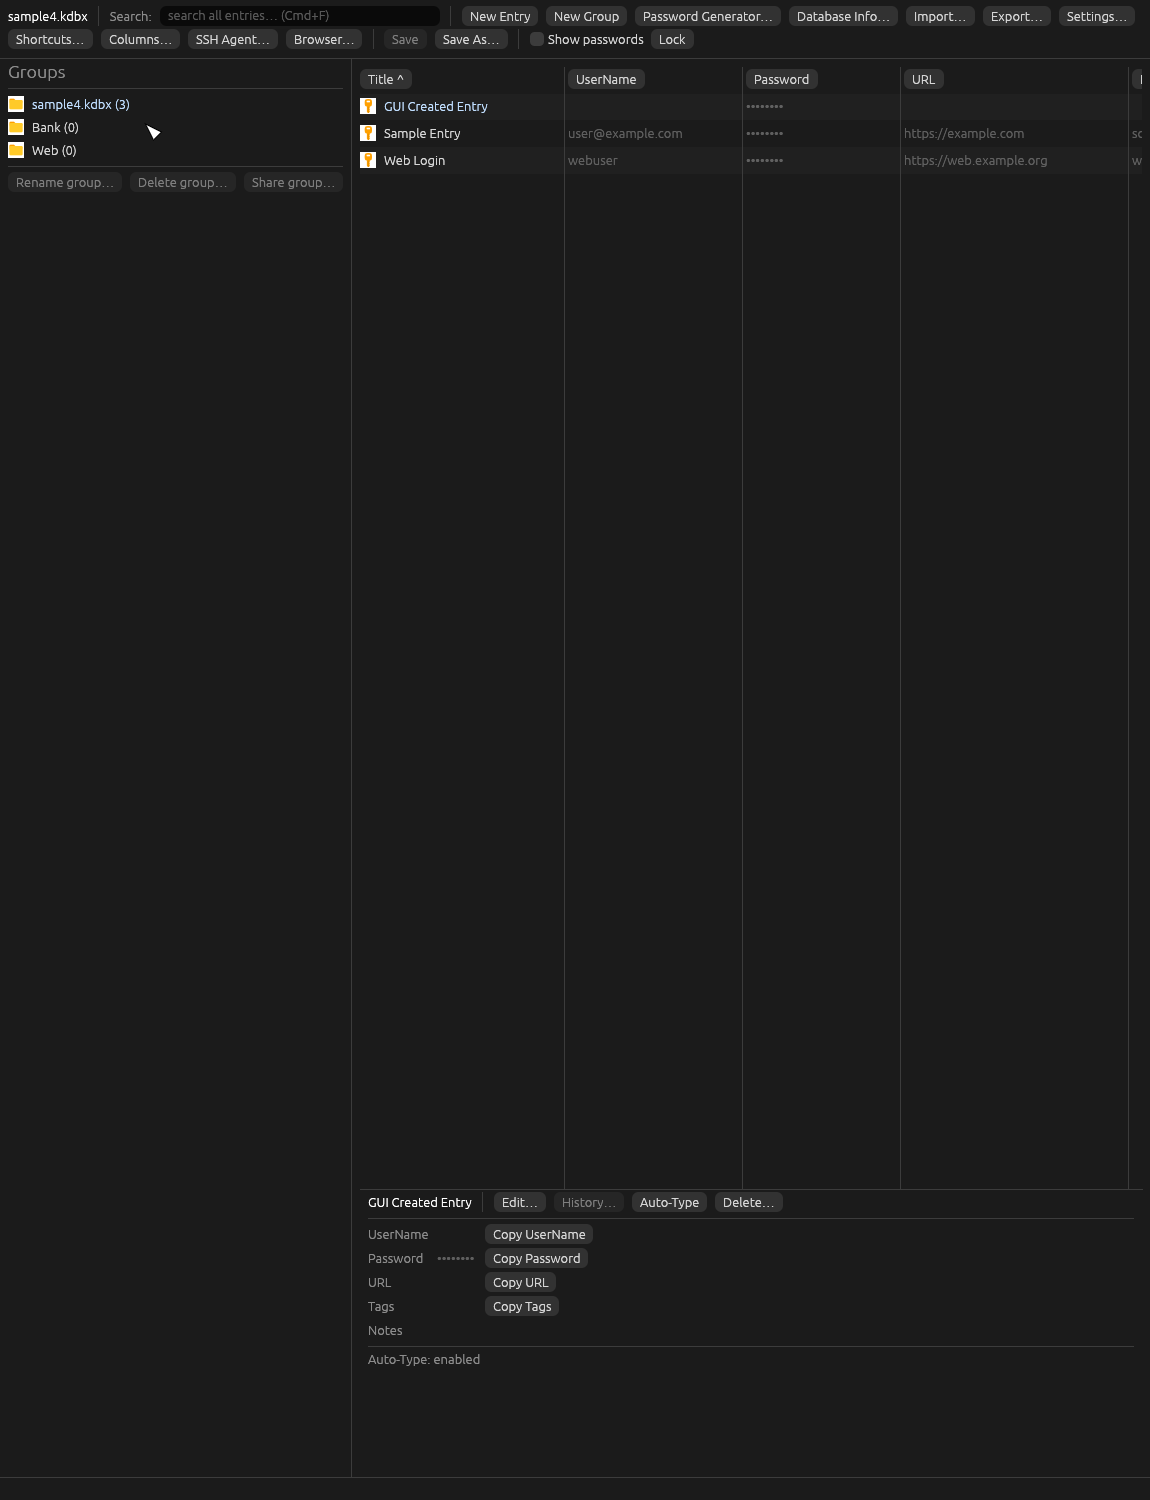 sample4.kdbx Search: search all entries... (Cmd+F) New Entry New Group Password Generator... Database Info... Import... Export... Settings...
Shortcuts... Columns... SSH Agent... Browser... Save Save As... Show passwords Lock
Groups
sample4.kdbx (3)
Bank (0)
Web (0)
Rename group... Delete group... Share group...
Title ^ UserName Password URL
GUI Created Entry ••••••••
Sample Entry user@example.com •••••••• https://example.com
Web Login webuser •••••••• https://web.example.org
GUI Created Entry Edit... History... Auto-Type Delete...
UserName Copy UserName
Password •••••••• Copy Password
URL Copy URL
Tags Copy Tags
Notes
Auto-Type: enabled